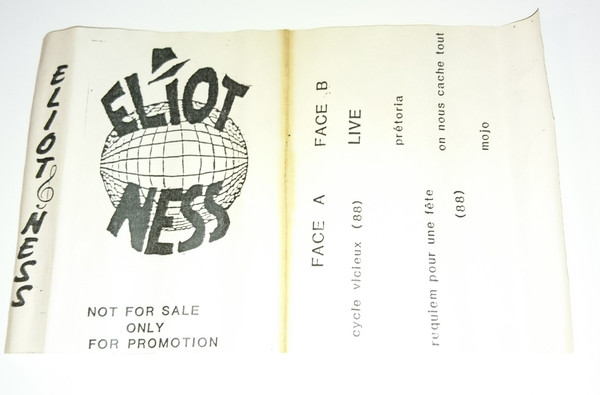 ELIOT NESS
ELIOT
NESS
NOT FOR SALE
ONLY
FOR PROMOTION
FACE A
cycle vicieux (88)
requiem pour une fête
(88)
FACE B
LIVE
prétoria
on nous cache tout
mojo